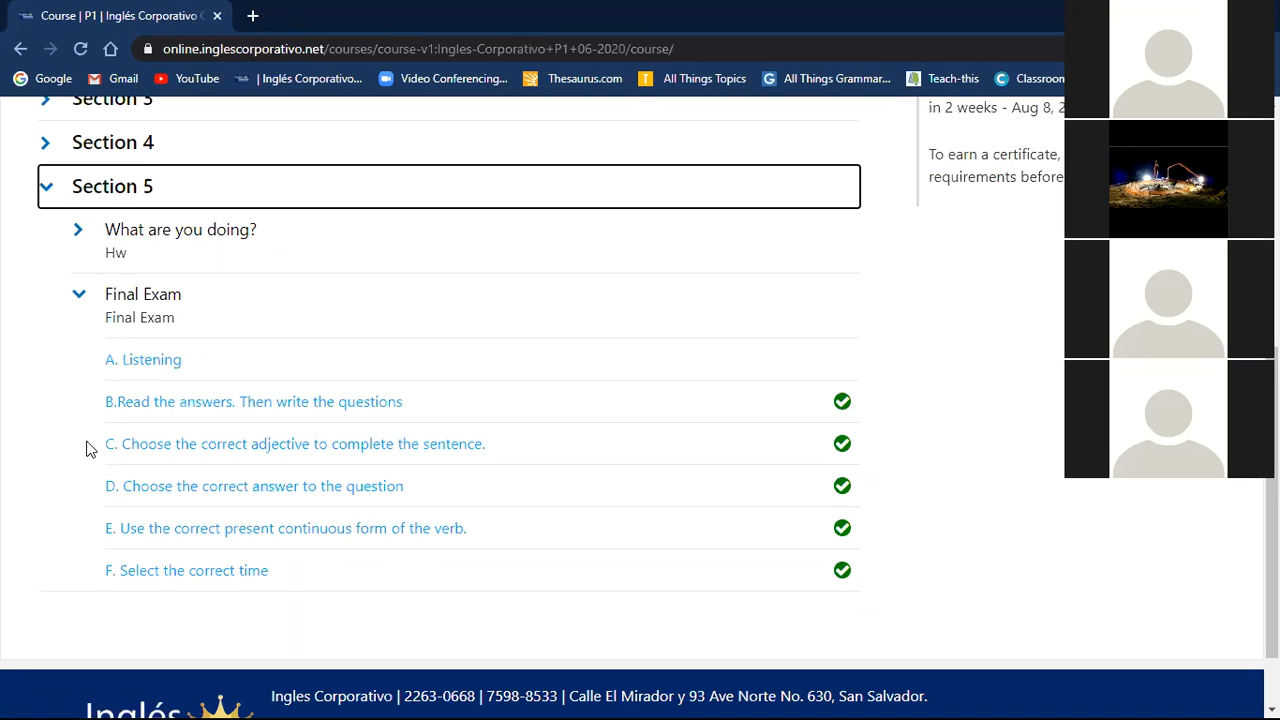 Course | P1 | Inglés Corporativo
online.inglescorporativo.net/courses/course-v1:Ingles-Corporativo+P1+06-2020/course/
Google Gmail YouTube | Inglés Corporativo... Video Conferencing... Thesaurus.com All Things Topics All Things Grammar... Teach-this Classroom
Section 3
in 2 weeks - Aug 8, 2
Section 4
To earn a certificate,
requirements before
Section 5
What are you doing?
Hw
Final Exam
Final Exam
A. Listening
B.Read the answers. Then write the questions
C. Choose the correct adjective to complete the sentence.
D. Choose the correct answer to the question
E. Use the correct present continuous form of the verb.
F. Select the correct time
Ingles Corporativo | 2263-0668 | 7598-8533 | Calle El Mirador y 93 Ave Norte No. 630, San Salvador.
Inglés